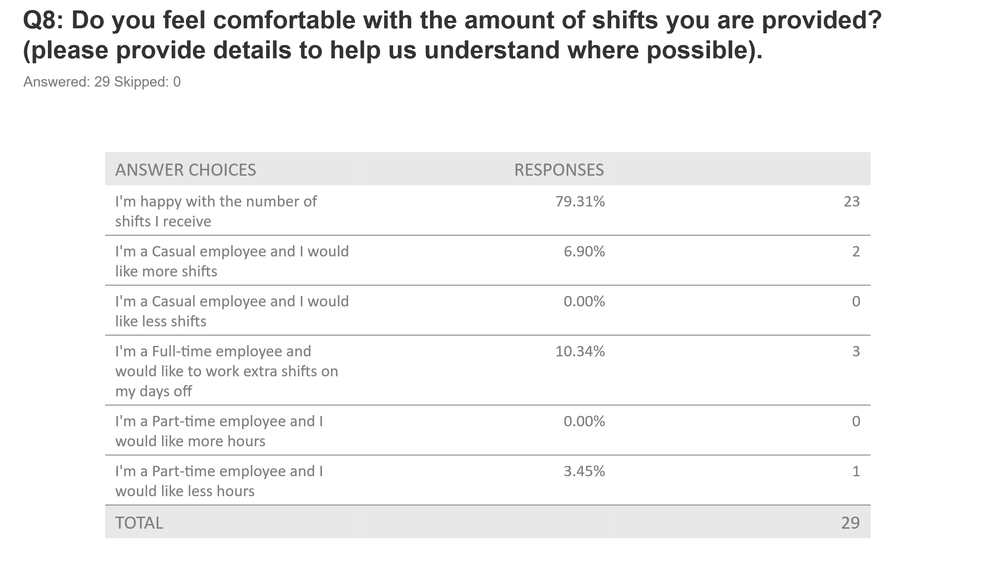 Q8: Do you feel comfortable with the amount of shifts you are provided?
(please provide details to help us understand where possible).
Answered: 29 Skipped: 0
ANSWER CHOICES RESPONSES
I'm happy with the number of 79.31% 23
shifts I receive
I'm a Casual employee and I would 6.90% 2
like more shifts
I'm a Casual employee and I would 0.00% 0
like less shifts
I'm a Full-time employee and 10.34% 3
would like to work extra shifts on
my days off
I'm a Part-time employee and I 0.00% 0
would like more hours
I'm a Part-time employee and I 3.45% 1
would like less hours
TOTAL 29